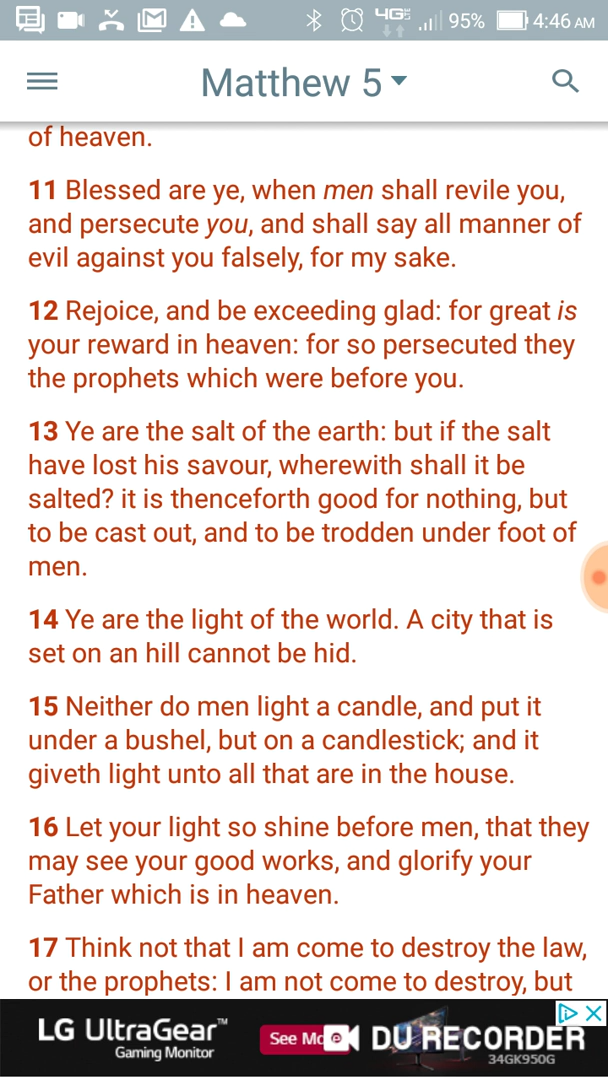 4G 95% 4:46 AM
Matthew 5
of heaven.
11 Blessed are ye, when men shall revile you,
and persecute you, and shall say all manner of
evil against you falsely, for my sake.
12 Rejoice, and be exceeding glad: for great is
your reward in heaven: for so persecuted they
the prophets which were before you.
13 Ye are the salt of the earth: but if the salt
have lost his savour, wherewith shall it be
salted? it is thenceforth good for nothing, but
to be cast out, and to be trodden under foot of
men.
14 Ye are the light of the world. A city that is
set on an hill cannot be hid.
15 Neither do men light a candle, and put it
under a bushel, but on a candlestick; and it
giveth light unto all that are in the house.
16 Let your light so shine before men, that they
may see your good works, and glorify your
Father which is in heaven.
17 Think not that I am come to destroy the law,
or the prophets: I am not come to destroy, but
LG UltraGear™
Gaming Monitor
See
DU RECORDER
34GK950G